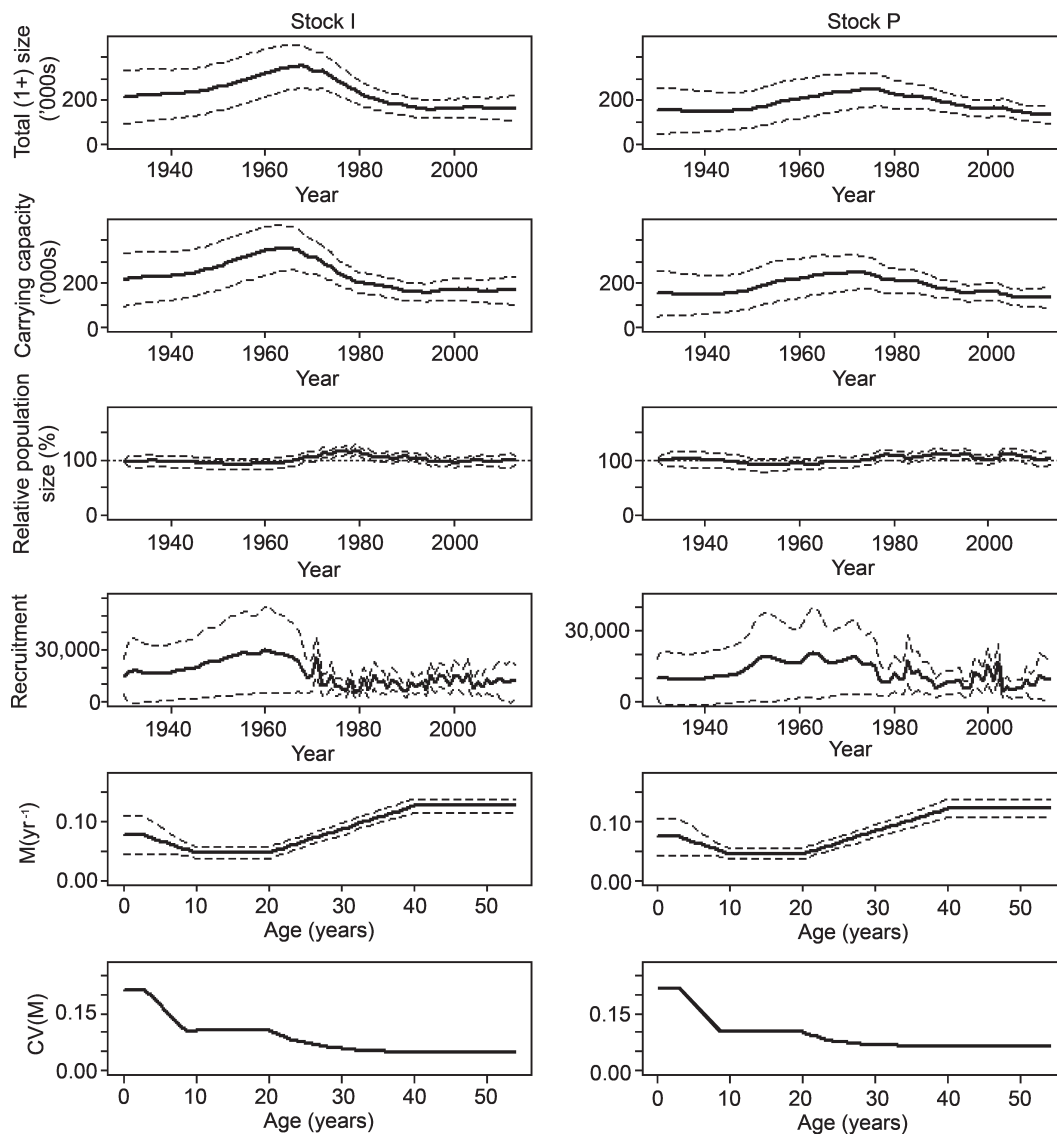 Stock I
Stock P
Total (1+) size
('000s)
200
0
1940 1960 1980 2000
Year
200
0
1940 1960 1980 2000
Year
Carrying capacity
('000s)
200
0
1940 1960 1980 2000
Year
200
0
1940 1960 1980 2000
Year
Relative population
size (%)
100
0
1940 1960 1980 2000
Year
100
0
1940 1960 1980 2000
Year
Recruitment
30,000
0
1940 1960 1980 2000
Year
30,000
0
1940 1960 1980 2000
Year
M(yr⁻¹)
0.10
0.00
0 10 20 30 40 50
Age (years)
0.10
0.00
0 10 20 30 40 50
Age (years)
CV(M)
0.15
0.00
0 10 20 30 40 50
Age (years)
0.15
0.00
0 10 20 30 40 50
Age (years)